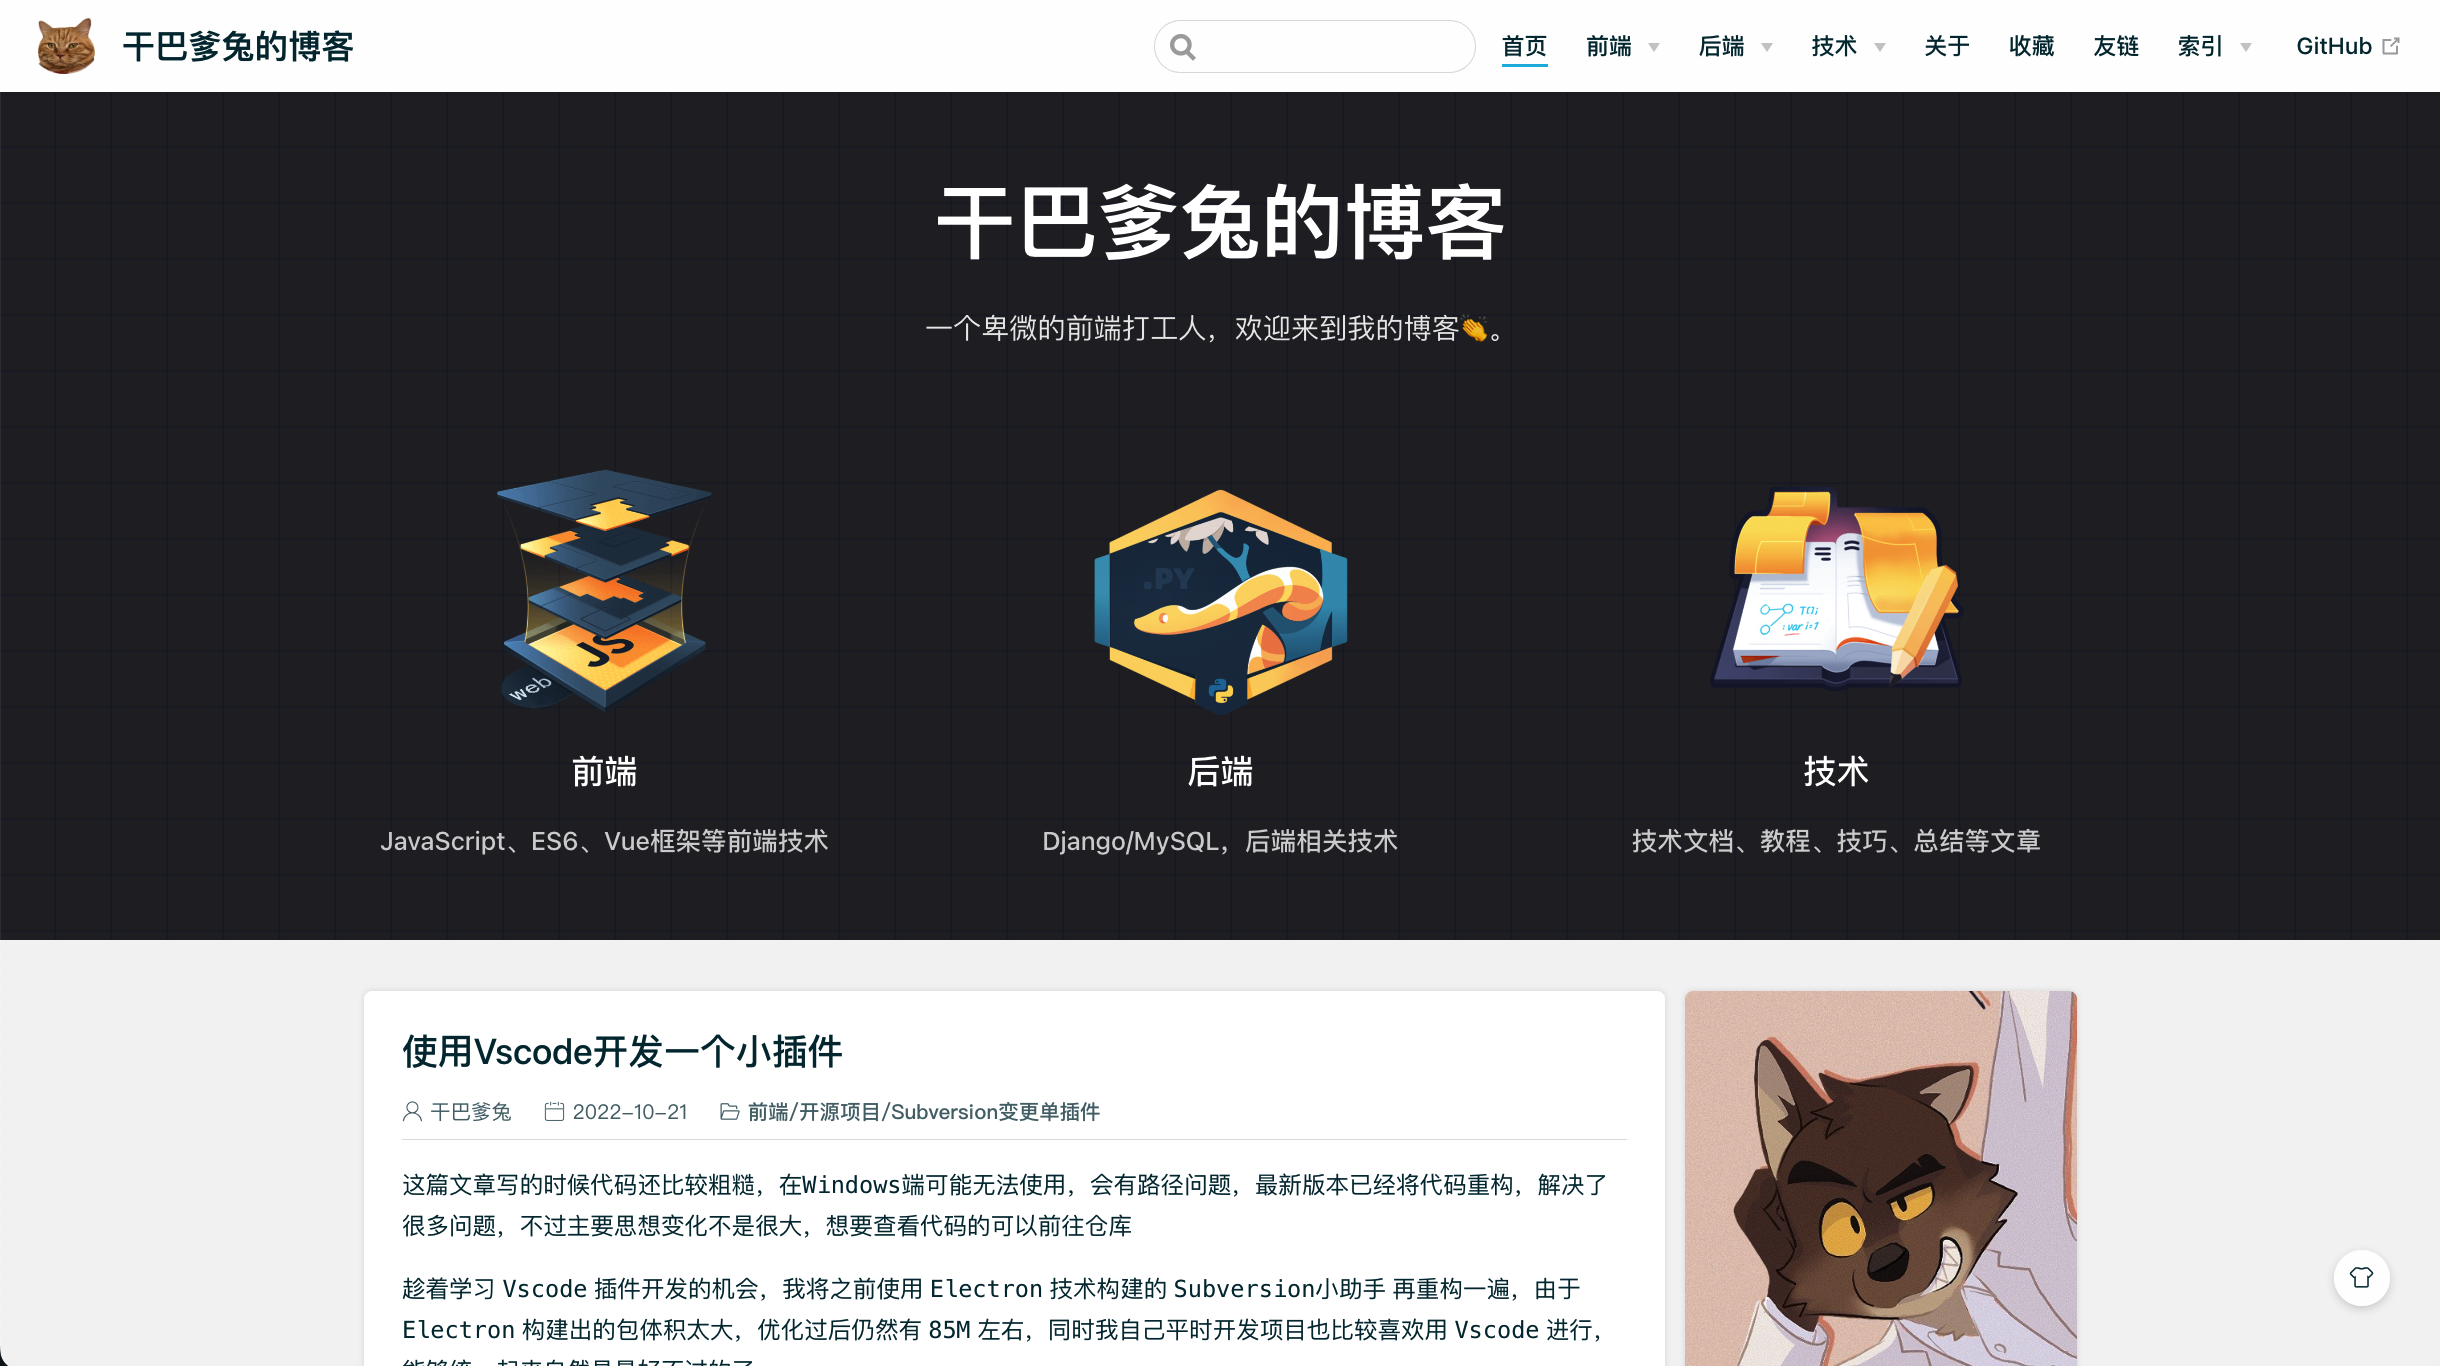 干巴爹兔的博客
首页 前端 后端 技术 关于 收藏 友链 索引 GitHub
干巴爹兔的博客
一个卑微的前端打工人，欢迎来到我的博客👏。
JS
web
.PY
T();
: var i=1
前端
后端
技术
JavaScript、ES6、Vue框架等前端技术
Django/MySQL，后端相关技术
技术文档、教程、技巧、总结等文章
使用Vscode开发一个小插件
干巴爹兔 2022-10-21 前端/开源项目/Subversion变更单插件
这篇文章写的时候代码还比较粗糙，在Windows端可能无法使用，会有路径问题，最新版本已经将代码重构，解决了
很多问题，不过主要思想变化不是很大，想要查看代码的可以前往仓库
趁着学习 Vscode 插件开发的机会，我将之前使用 Electron 技术构建的 Subversion小助手 再重构一遍，由于
Electron 构建出的包体积太大，优化过后仍然有 85M 左右，同时我自己平时开发项目也比较喜欢用 Vscode 进行，